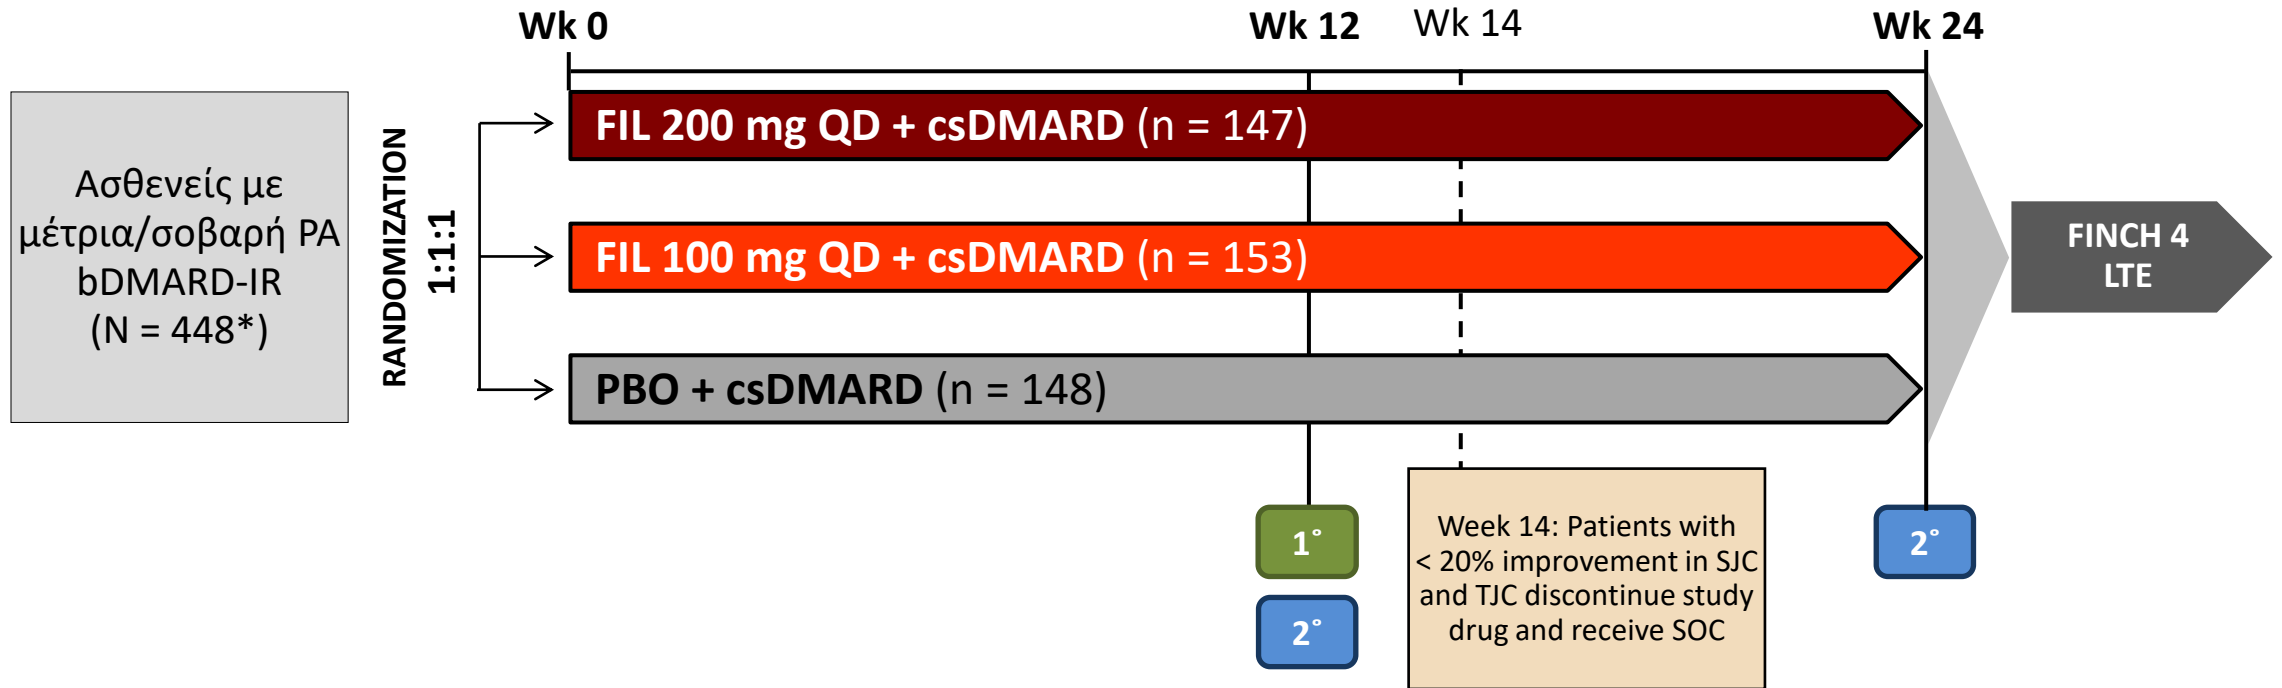 Wk 0
Wk 12
Wk 14
Wk 24
Ασθενείς με
μέτρια/σοβαρή ΡΑ
bDMARD-IR
(N = 448*)
RANDOMIZATION
1:1:1
FIL 200 mg QD + csDMARD (n = 147)
FIL 100 mg QD + csDMARD (n = 153)
PBO + csDMARD (n = 148)
FINCH 4
LTE
1°
2°
Week 14: Patients with
< 20% improvement in SJC
and TJC discontinue study
drug and receive SOC
2°